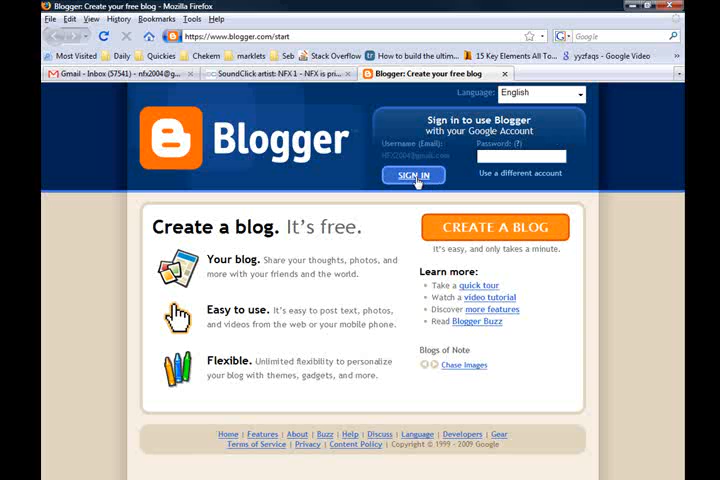 Blogger: Create your free blog - Mozilla Firefox
File Edit View History Bookmarks Tools Help
https://www.blogger.com/start
Google
Most Visited Daily Quickies Chekem marklets Seb Stack Overflow How to build the ultim... 15 Key Elements All To... yyzfaqs - Google Video
Gmail - Inbox (57541) - nfx2004@g... SoundClick artist: NFX 1 - NFX is pri... Blogger: Create your free blog
Language: English
Sign in to use Blogger
with your Google Account
Blogger
Username (Email): Password: (?)
NFX2004@gmail.com
SIGN IN Use a different account
Create a blog. It's free.
CREATE A BLOG
It's easy, and only takes a minute.
Your blog. Share your thoughts, photos, and
more with your friends and the world.
Learn more:
Take a quick tour
Watch a video tutorial
Discover more features
Read Blogger Buzz
Easy to use. It's easy to post text, photos,
and videos from the web or your mobile phone.
Blogs of Note
Chase Images
Flexible. Unlimited flexibility to personalize
your blog with themes, gadgets, and more.
Home | Features | About | Buzz | Help | Discuss | Language | Developers | Gear
Terms of Service | Privacy | Content Policy | Copyright © 1999 - 2009 Google